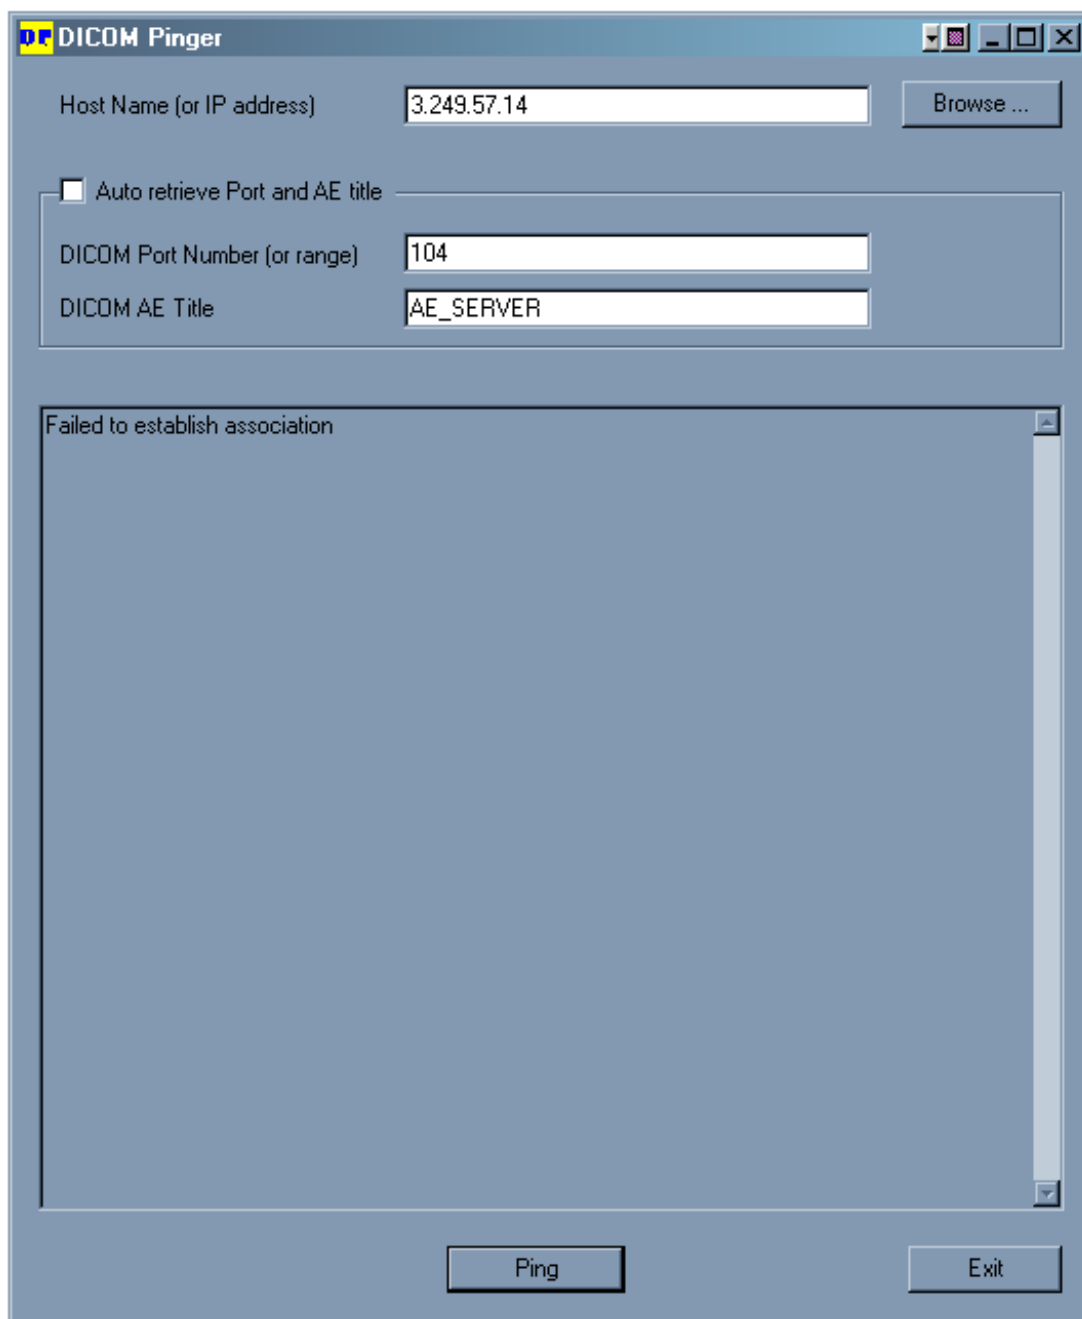 DICOM Pinger
Host Name (or IP address) 3.249.57.14 Browse ...
Auto retrieve Port and AE title
DICOM Port Number (or range) 104
DICOM AE Title AE_SERVER
Failed to establish association
Ping Exit